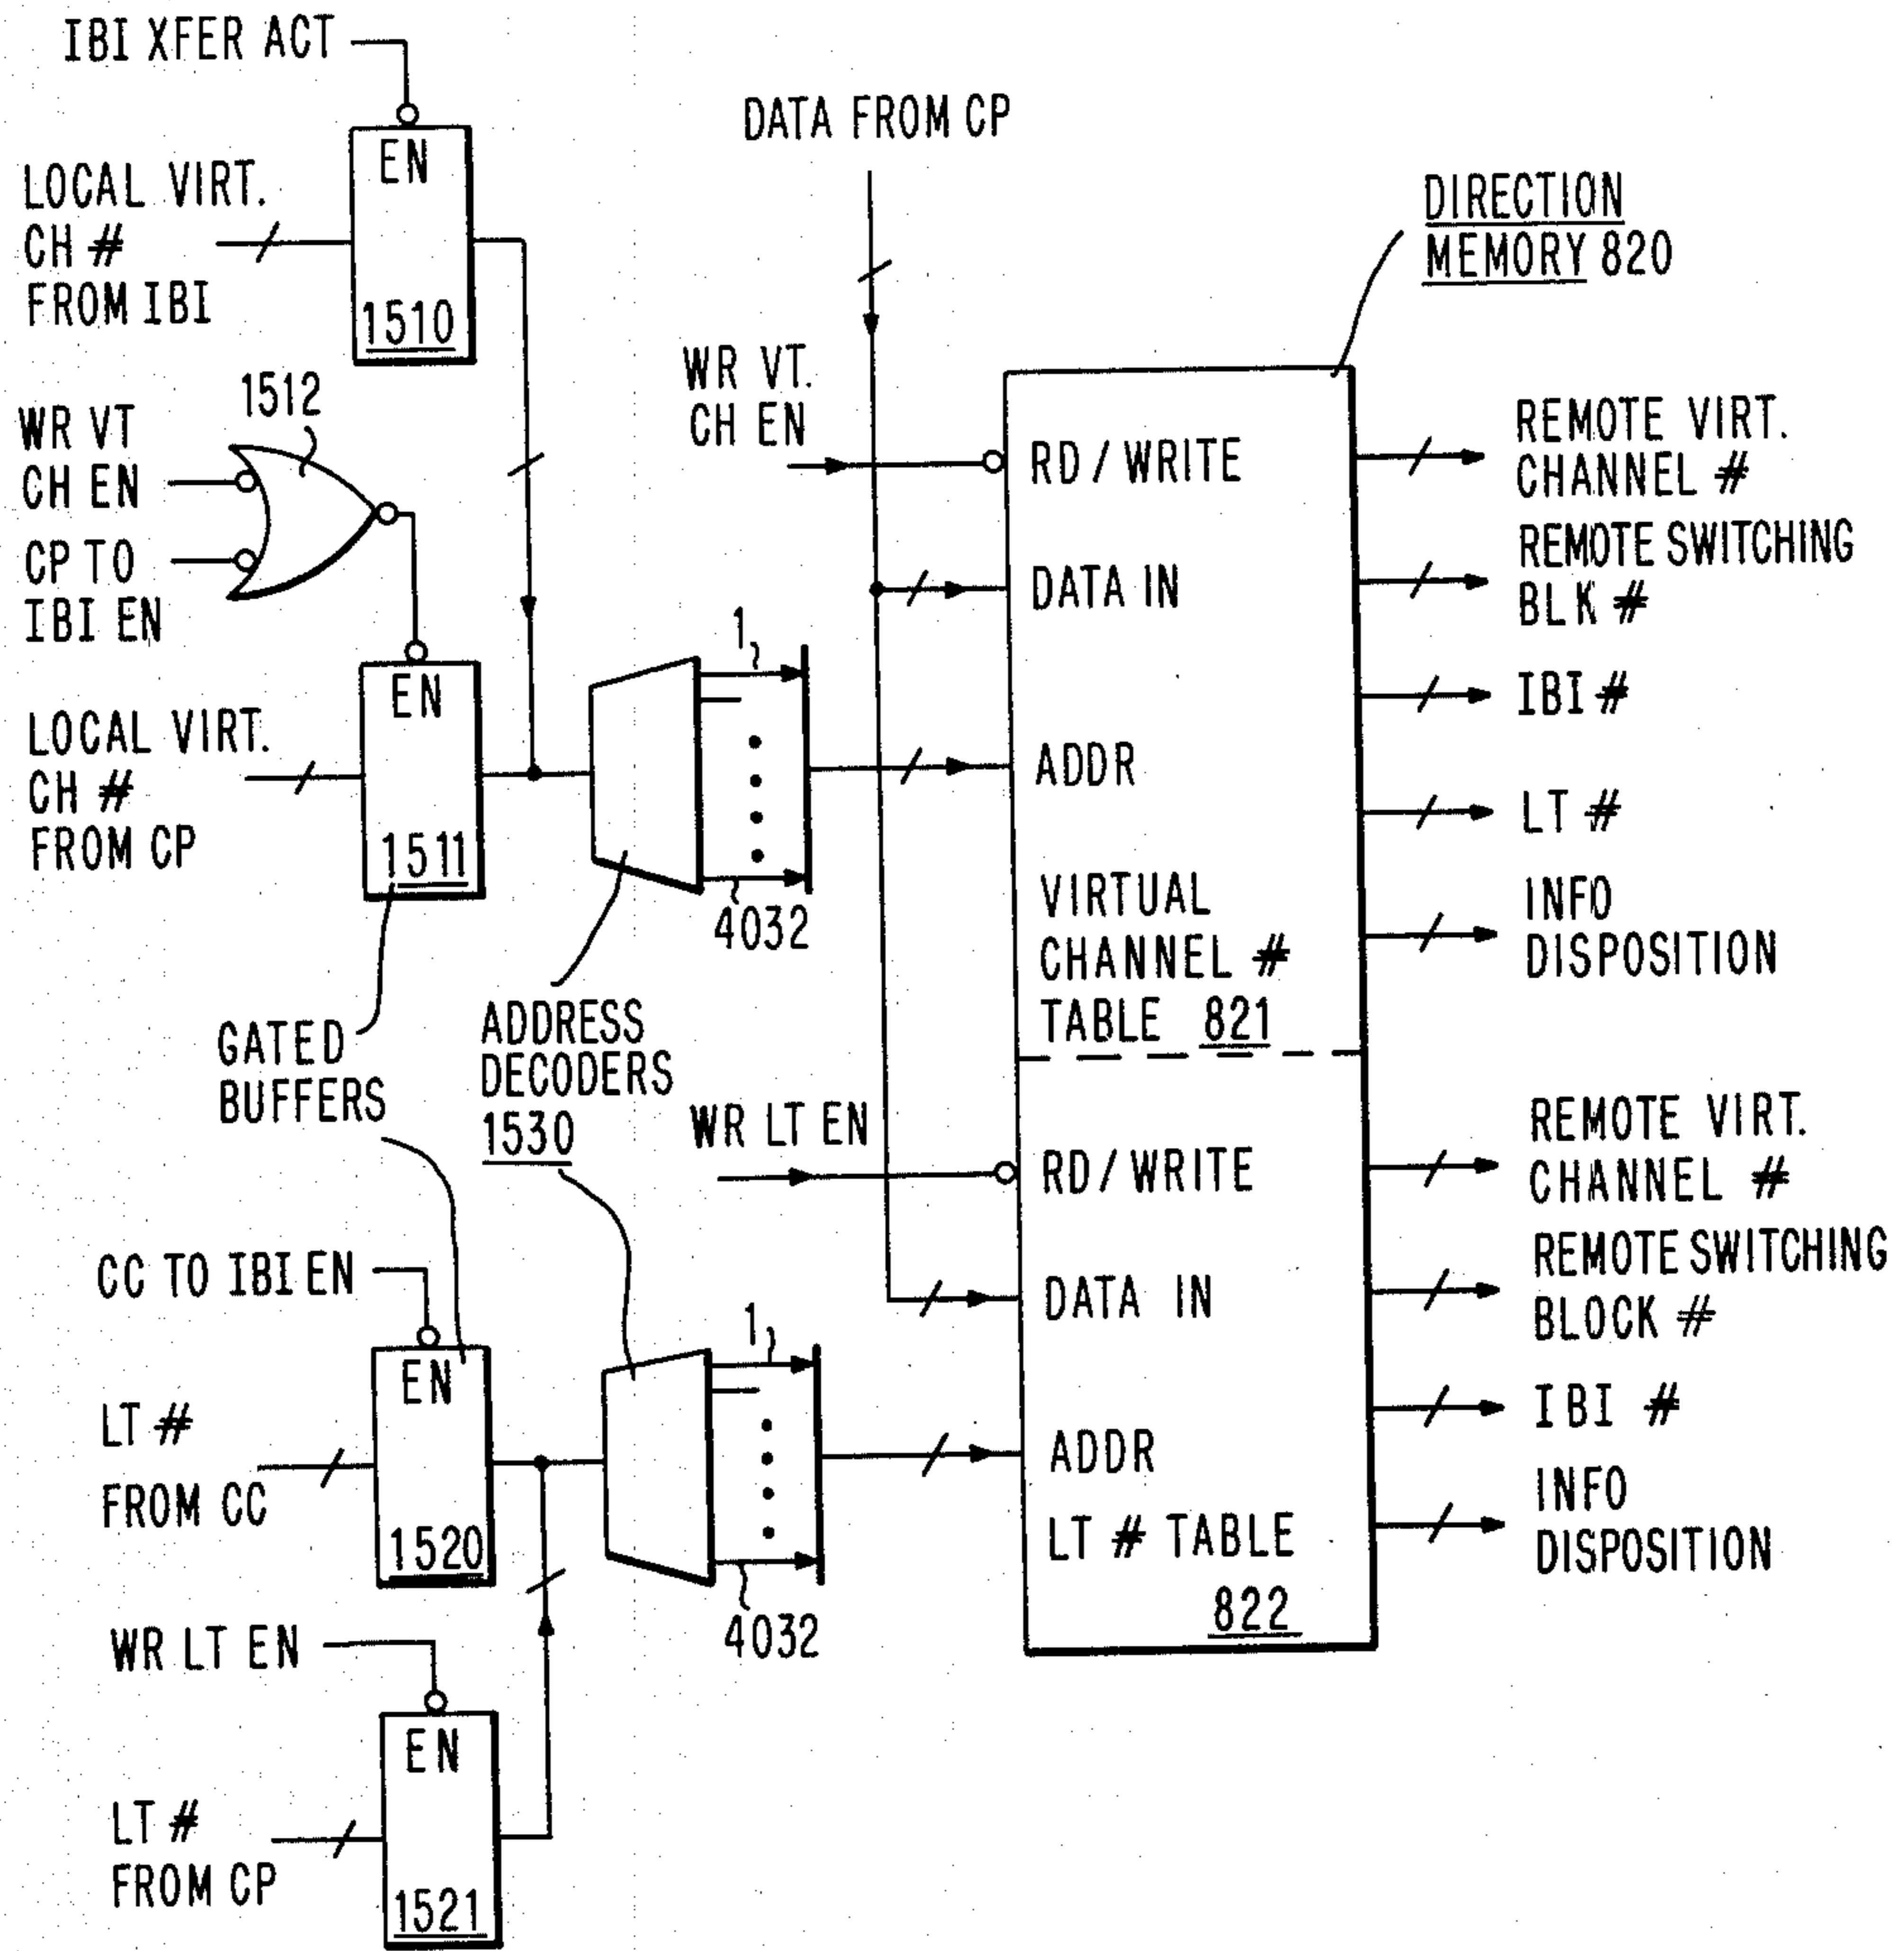 IBI XFER ACT
EN
LOCAL VIRT.
CH #
FROM IBI
1510
1512
WR VT
CH EN
CP TO
IBI EN
EN
LOCAL VIRT.
CH #
FROM CP
1511
GATED
BUFFERS
ADDRESS
DECODERS
1530
1
4032
DATA FROM CP
WR VT.
CH EN
DIRECTION
MEMORY 820
RD / WRITE
DATA IN
ADDR
VIRTUAL
CHANNEL #
TABLE 821
REMOTE VIRT.
CHANNEL #
REMOTE SWITCHING
BLK #
IBI #
LT #
INFO
DISPOSITION
WR LT EN
RD / WRITE
DATA IN
ADDR
LT # TABLE
822
REMOTE VIRT.
CHANNEL #
REMOTE SWITCHING
BLOCK #
IBI #
INFO
DISPOSITION
CC TO IBI EN
EN
LT #
FROM CC
1520
1
4032
WR LT EN
EN
LT #
FROM CP
1521